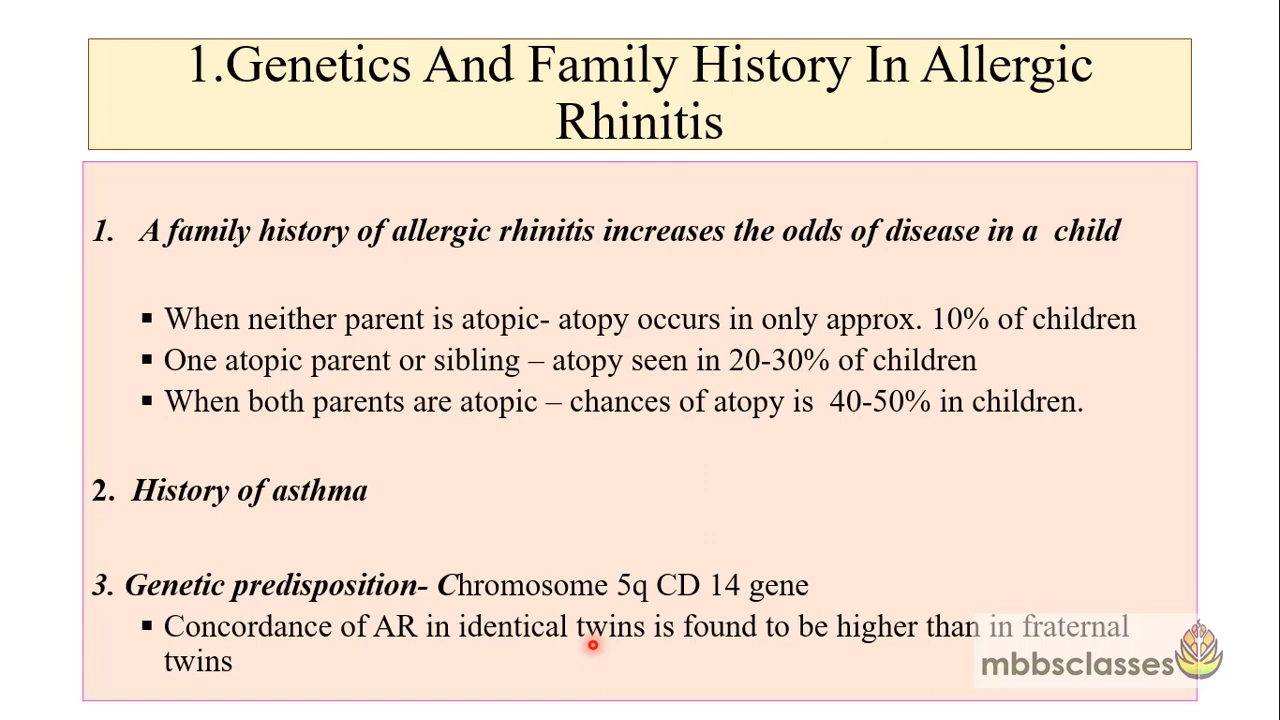 1.Genetics And Family History In Allergic
Rhinitis
1. A family history of allergic rhinitis increases the odds of disease in a child
▪ When neither parent is atopic- atopy occurs in only approx. 10% of children
▪ One atopic parent or sibling – atopy seen in 20-30% of children
▪ When both parents are atopic – chances of atopy is 40-50% in children.
2. History of asthma
3. Genetic predisposition- Chromosome 5q CD 14 gene
▪ Concordance of AR in identical twins is found to be higher than in fraternal
twins
mbbsclasses